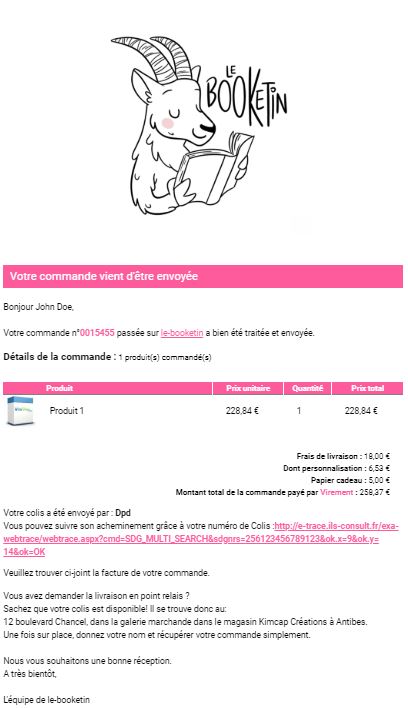 LE
BOOKETIN
Votre commande vient d'être envoyée
Bonjour John Doe,
Votre commande n°0015455 passée sur le-booketin a bien été traitée et envoyée.
Détails de la commande : 1 produit(s) commandé(s)
Produit Prix unitaire Quantité Prix total
Produit 1 228,84 € 1 228,84 €
Frais de livraison : 18,00 €
Dont personnalisation : 6,53 €
Papier cadeau : 5,00 €
Montant total de la commande payé par Virement : 258,37 €
Votre colis a été envoyé par : Dpd
Vous pouvez suivre son acheminement grâce à votre numéro de Colis :http://e-trace.ils-consult.fr/exa-
webtrace/webtrace.aspx?cmd=SDG_MULTI_SEARCH&sdgnrs=256123456789123&ok.x=9&ok.y=
14&ok=OK
Veuillez trouver ci-joint la facture de votre commande.
Vous avez demander la livraison en point relais ?
Sachez que votre colis est disponible! Il se trouve donc au:
12 boulevard Chancel, dans la galerie marchande dans le magasin Kimcap Créations à Antibes.
Une fois sur place, donnez votre nom et récupérer votre commande simplement.
Nous vous souhaitons une bonne réception.
A très bientôt,
L'équipe de le-booketin